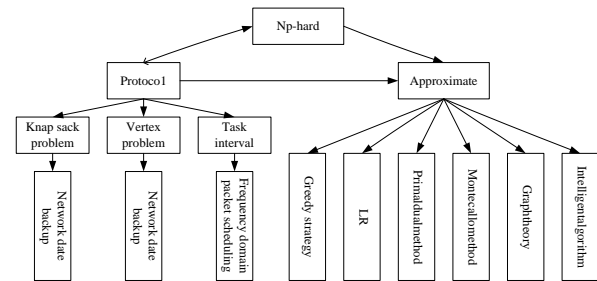 Np-hard
Protoco1
Approximate
Knap sack
problem
Vertex
problem
Task
interval
Network date
backup
Network date
backup
Frequency domain
packet scheduling
Greedy strategy
LR
Primaldualmethod
Montecallomethod
Graphtheory
Intelligentalgorithm